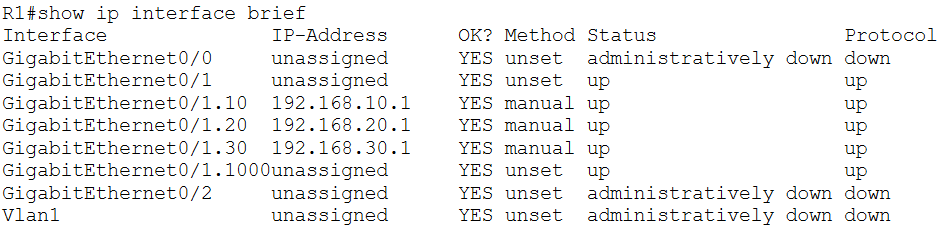 R1#show ip interface brief
Interface              IP-Address      OK? Method Status                Protocol
GigabitEthernet0/0     unassigned      YES unset  administratively down down
GigabitEthernet0/1     unassigned      YES unset  up                    up
GigabitEthernet0/1.10  192.168.10.1    YES manual up                    up
GigabitEthernet0/1.20  192.168.20.1    YES manual up                    up
GigabitEthernet0/1.30  192.168.30.1    YES manual up                    up
GigabitEthernet0/1.1000unassigned      YES unset  up                    up
GigabitEthernet0/2     unassigned      YES unset  administratively down down
Vlan1                  unassigned      YES unset  administratively down down